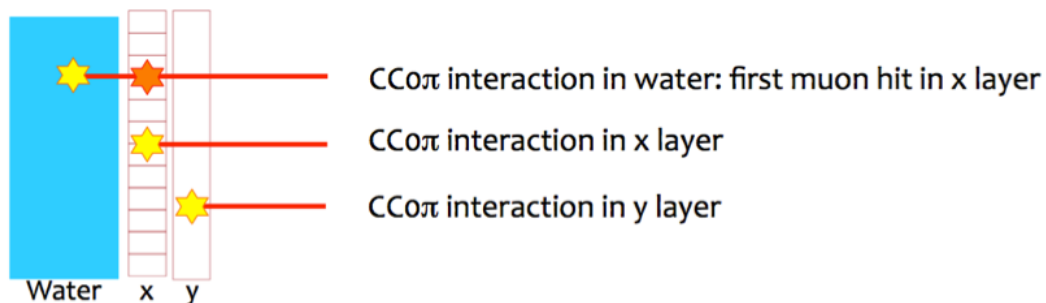 CC0π interaction in water: first muon hit in x layer
CC0π interaction in x layer
CC0π interaction in y layer
Water x y